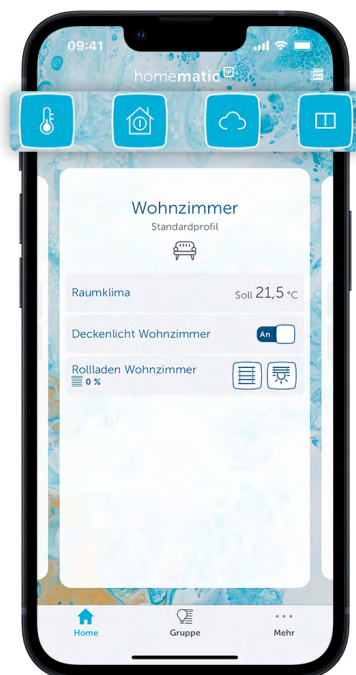 09:41
homematic IP
Wohnzimmer
Standardprofil
Raumklima
Soll 21,5 °C
Deckenlicht Wohnzimmer
An
Rollladen Wohnzimmer
0 %
Home
Gruppe
Mehr